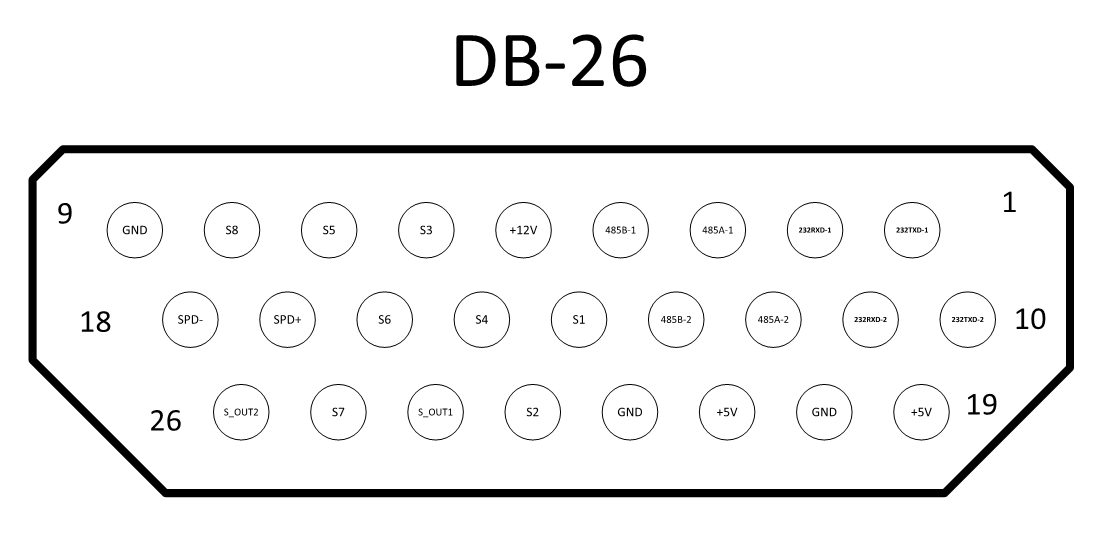 DB-26
9 GND S8 S5 S3 +12V 485B-1 485A-1 232RXD-1 232TXD-1 1
18 SPD- SPD+ S6 S4 S1 485B-2 485A-2 232RXD-2 232TXD-2 10
26 S_OUT2 S7 S_OUT1 S2 GND +5V GND +5V 19